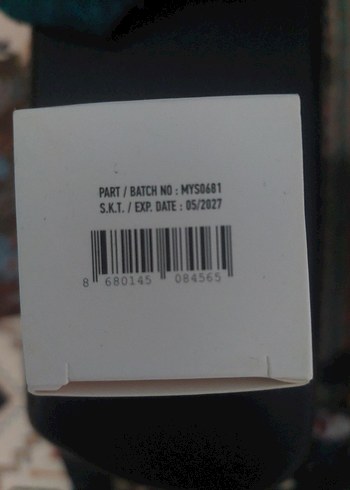 PART / BATCH NO : MYS0681
S.K.T. / EXP. DATE : 05/2027
8 680145 084565